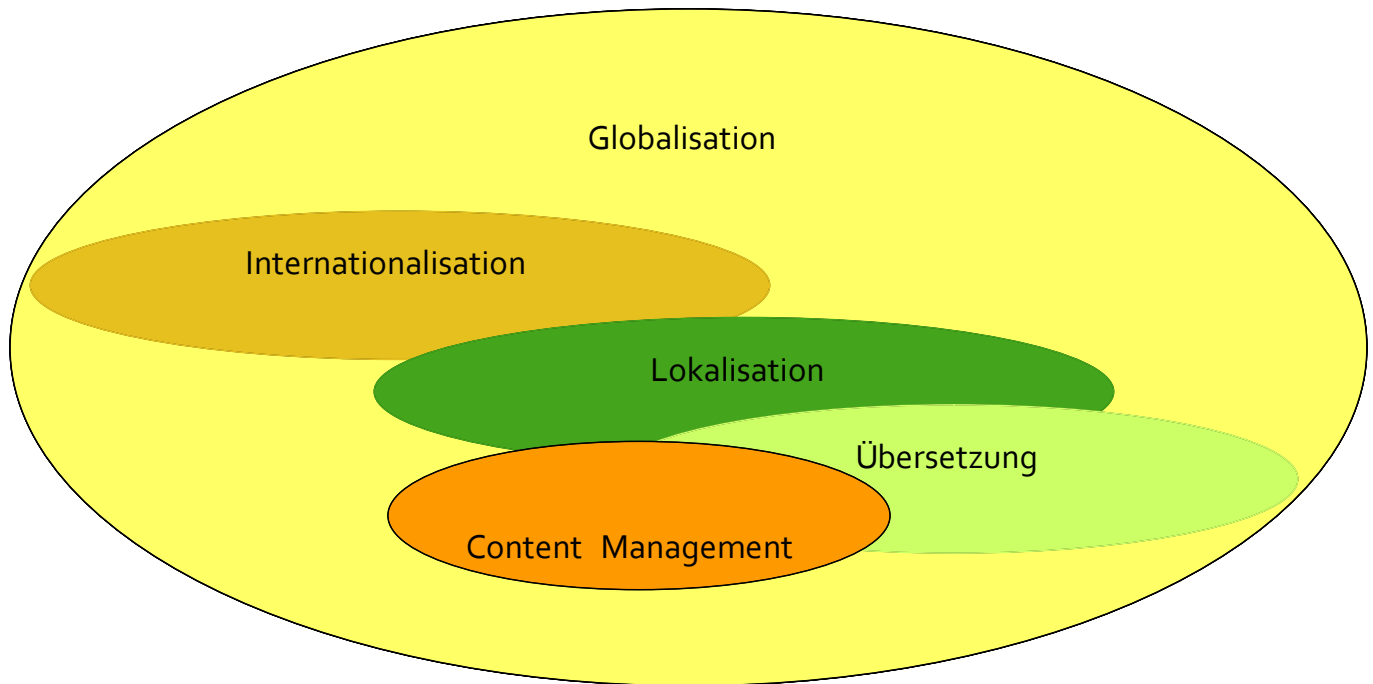 Globalisation
Internationalisation
Lokalisation
Übersetzung
Content Management